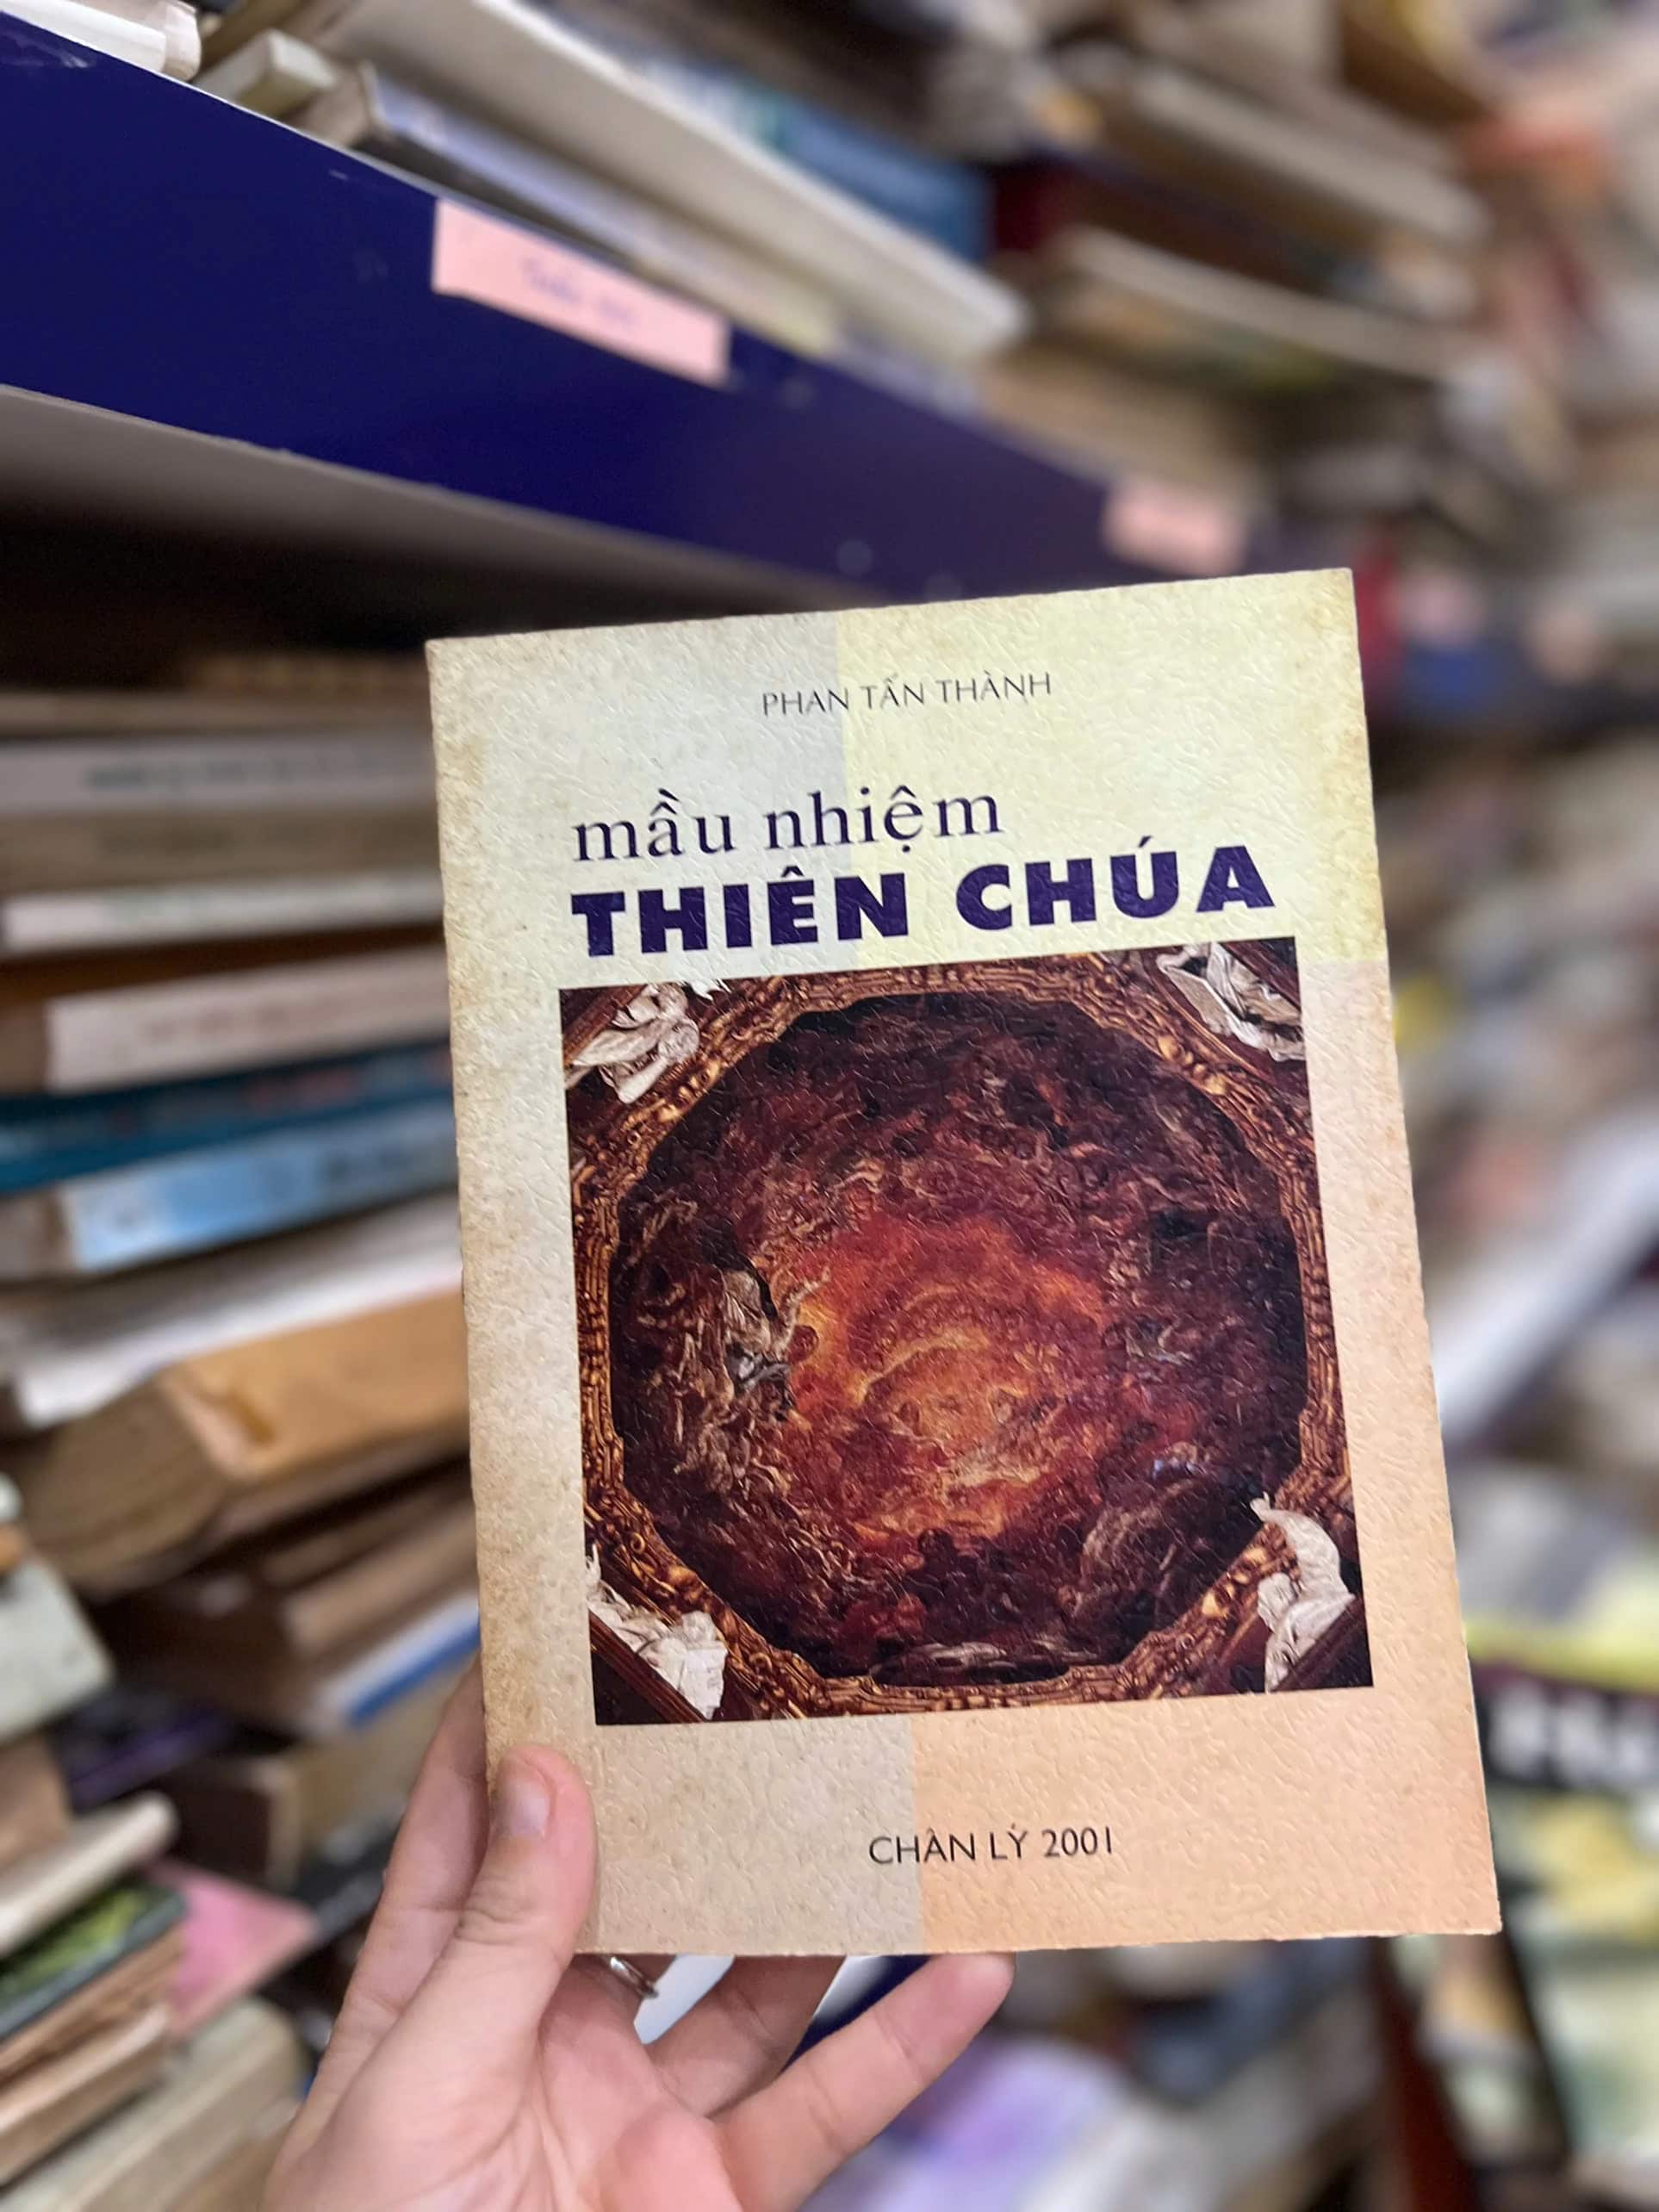 PHAN TẤN THÀNH
mầu nhiệm
THIÊN CHÚA
CHÂN LÝ 2001